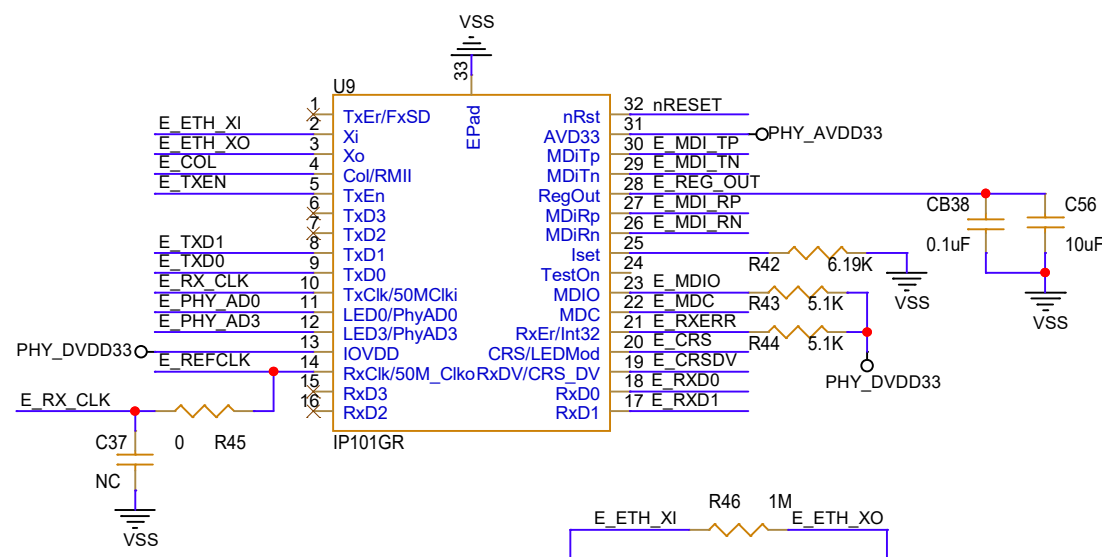 VSS
33
U9
EPad
1 TxEr/FxSD
E_ETH_XI 2 Xi
E_ETH_XO 3 Xo
E_COL 4 Col/RMII
E_TXEN 5 TxEn
6 TxD3
7 TxD2
E_TXD1 8 TxD1
E_TXD0 9 TxD0
E_RX_CLK 10 TxClk/50MClki
E_PHY_AD0 11 LED0/PhyAD0
E_PHY_AD3 12 LED3/PhyAD3
PHY_DVDD33 13 IOVDD
E_REFCLK 14 RxClk/50M_Clko
15 RxD3
16 RxD2
nRst 32 nRESET
AVD33 31 PHY_AVDD33
MDiTp 30 E_MDI_TP
MDiTn 29 E_MDI_TN
RegOut 28 E_REG_OUT
MDiRp 27 E_MDI_RP
MDiRn 26 E_MDI_RN
Iset 25
TestOn 24
MDIO 23 E_MDIO
MDC 22 E_MDC
RxEr/Int32 21 E_RXERR
CRS/LEDMod 20 E_CRS
RxDV/CRS_DV 19 E_CRSDV
RxD0 18 E_RXD0
RxD1 17 E_RXD1
IP101GR
CB38
0.1uF
C56
10uF
VSS
R42 6.19K
VSS
R43 5.1K
R44 5.1K
PHY_DVDD33
E_RX_CLK
C37
NC
0 R45
VSS
R46 1M
E_ETH_XI E_ETH_XO